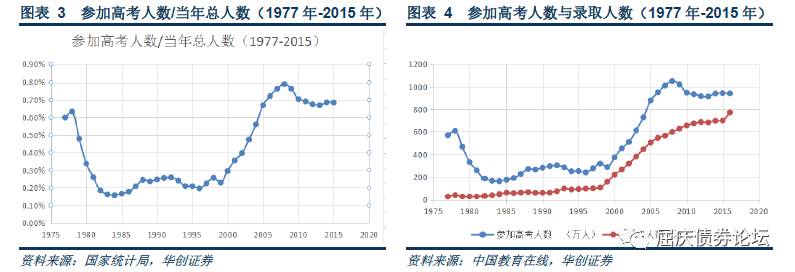 图表 3 参加高考人数/当年总人数（1977 年-2015 年）
参加高考人数/当年总人数（1977-2015）
0.90%
0.80%
0.70%
0.60%
0.50%
0.40%
0.30%
0.20%
0.10%
0.00%
1975 1980 1985 1990 1995 2000 2005 2010 2015 2020
资料来源：国家统计局，华创证券
图表 4 参加高考人数与录取人数（1977 年-2015 年）
1200
1000
800
600
400
200
0
1975 1980 1985 1990 1995 2000 2005 2010 2015 2020
参加高考人数 （万人）
屈庆债券论坛
资料来源：中国教育在线，华创证券